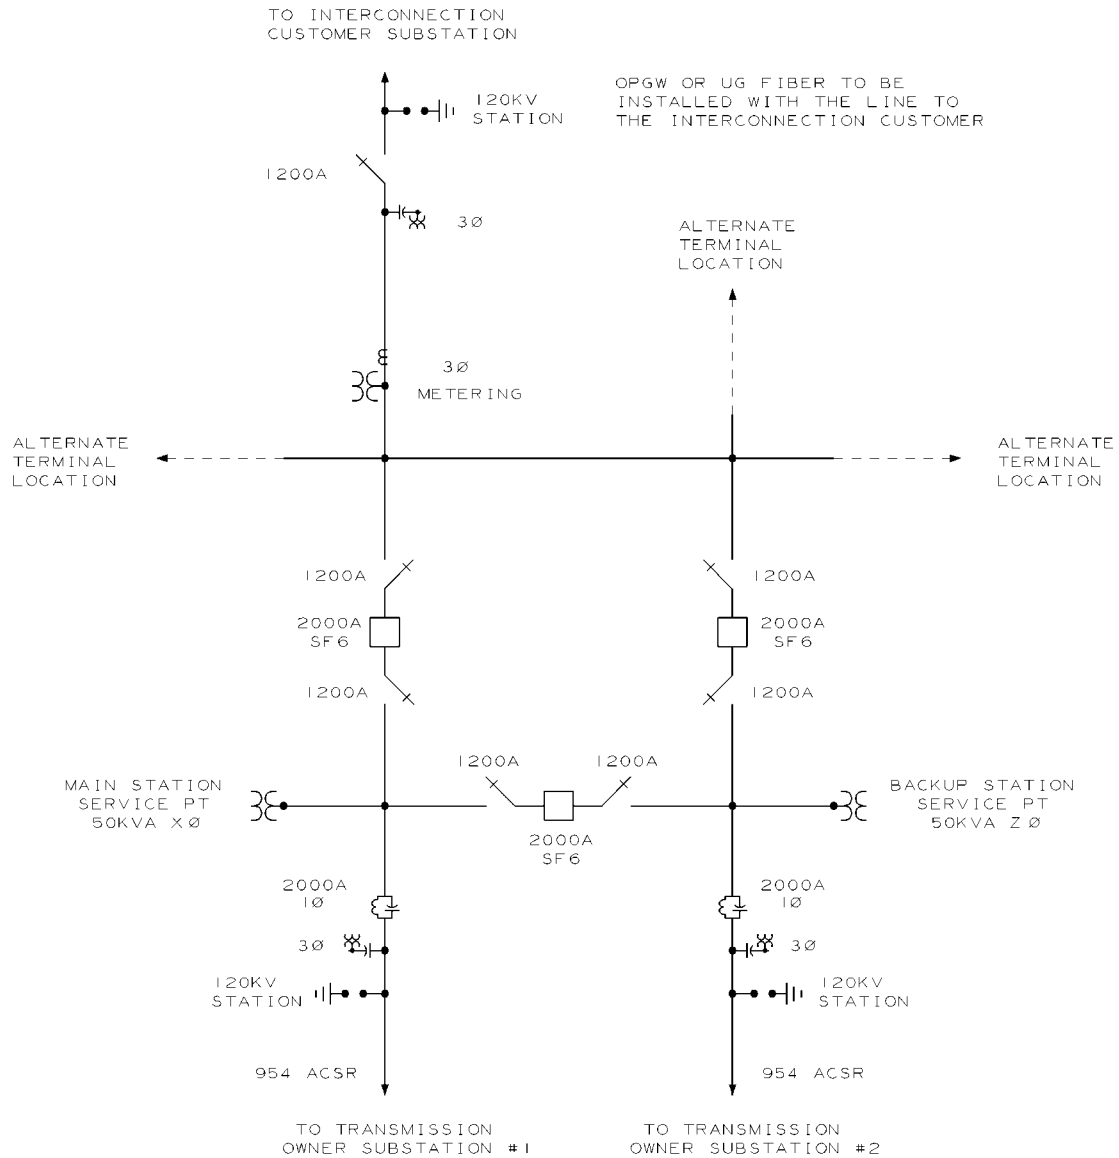 TO INTERCONNECTION
CUSTOMER SUBSTATION
OPGW OR UG FIBER TO BE
INSTALLED WITH THE LINE TO
THE INTERCONNECTION CUSTOMER
120KV
STATION
1200A
3Ø
ALTERNATE
TERMINAL
LOCATION
3Ø
METERING
ALTERNATE
TERMINAL
LOCATION
ALTERNATE
TERMINAL
LOCATION
1200A
1200A
2000A
SF6
2000A
SF6
1200A
1200A
1200A
1200A
MAIN STATION
SERVICE PT
50KVA XØ
BACKUP STATION
SERVICE PT
50KVA ZØ
2000A
SF6
2000A
1Ø
2000A
1Ø
3Ø
3Ø
120KV
STATION
120KV
STATION
954 ACSR
954 ACSR
TO TRANSMISSION
OWNER SUBSTATION #1
TO TRANSMISSION
OWNER SUBSTATION #2